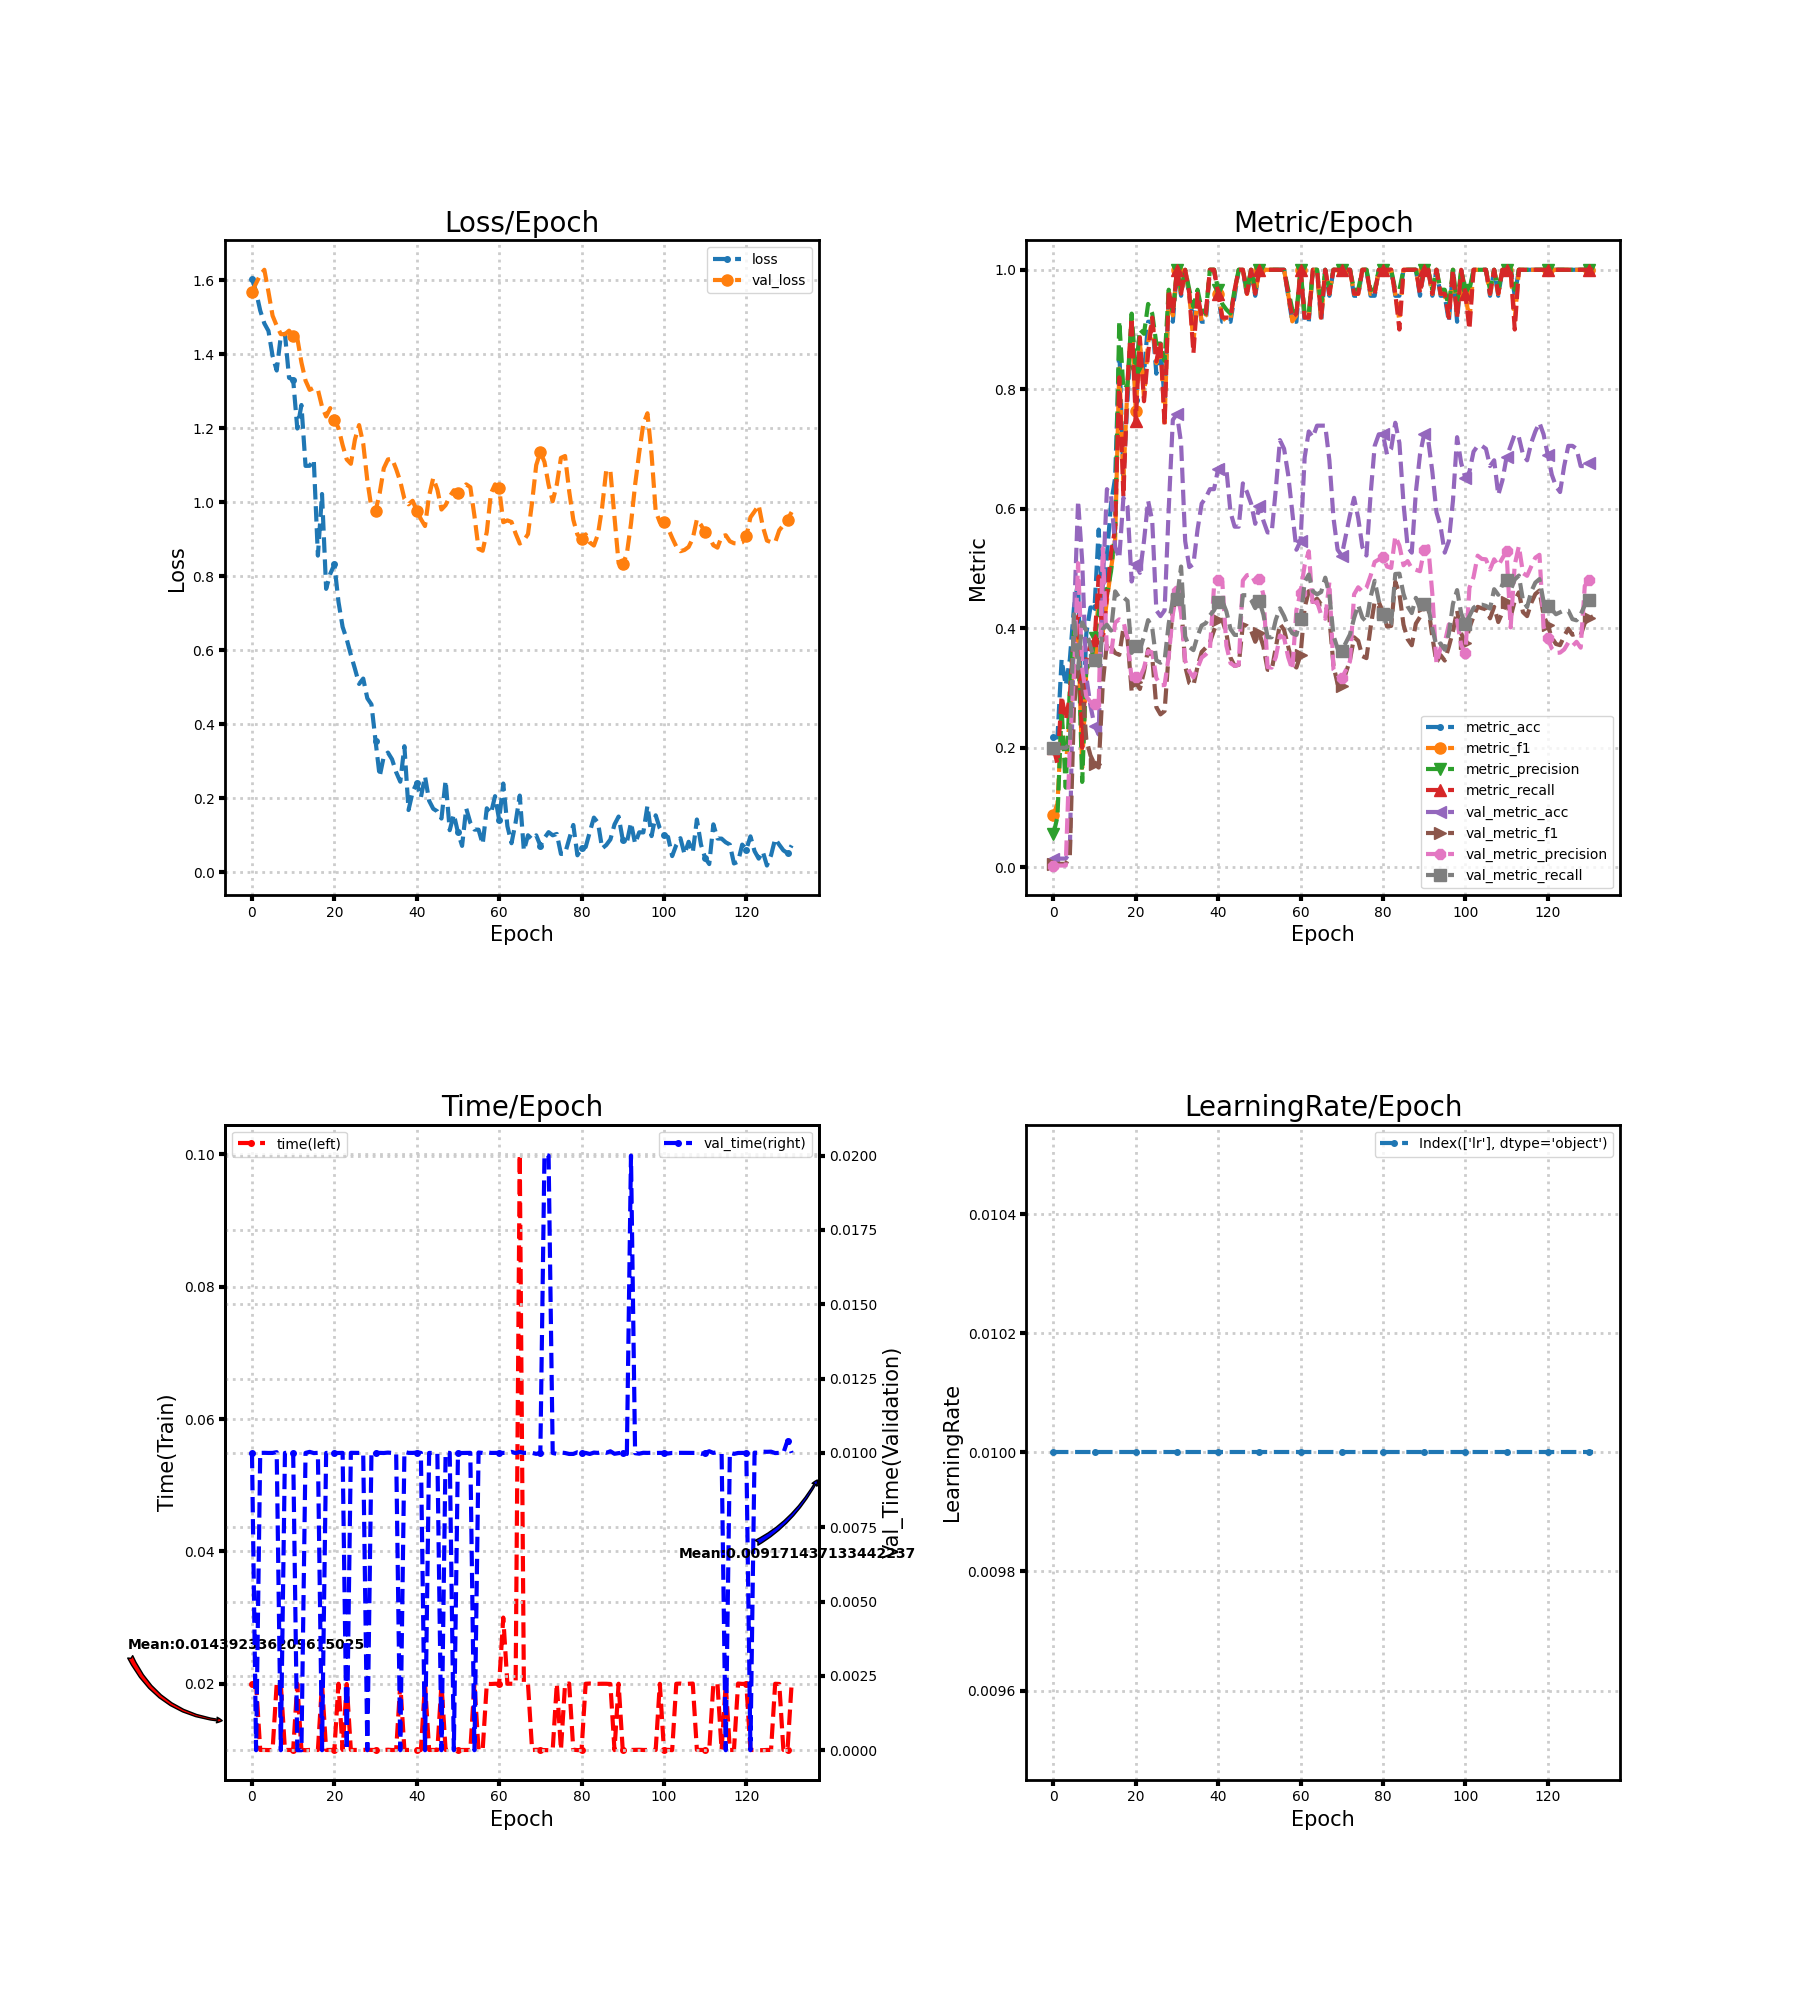 Loss/Epoch
loss
val_loss
1.6
1.4
1.2
1.0
0.8
0.6
0.4
0.2
0.0
Loss
0 20 40 60 80 100 120
Epoch
Metric/Epoch
1.0
0.8
0.6
0.4
0.2
0.0
Metric
metric_acc
metric_f1
metric_precision
metric_recall
val_metric_acc
val_metric_f1
val_metric_precision
val_metric_recall
0 20 40 60 80 100 120
Epoch
Time/Epoch
time(left)
val_time(right)
0.10
0.08
0.06
0.04
0.02
Time(Train)
0.0200
0.0175
0.0150
0.0125
0.0100
0.0075
0.0050
0.0025
0.0000
Val_Time(Validation)
Mean:0.009171437133442237
0 20 40 60 80 100 120
Epoch
LearningRate/Epoch
Index(['lr'], dtype='object')
0.0104
0.0102
0.0100
0.0098
0.0096
LearningRate
0 20 40 60 80 100 120
Epoch